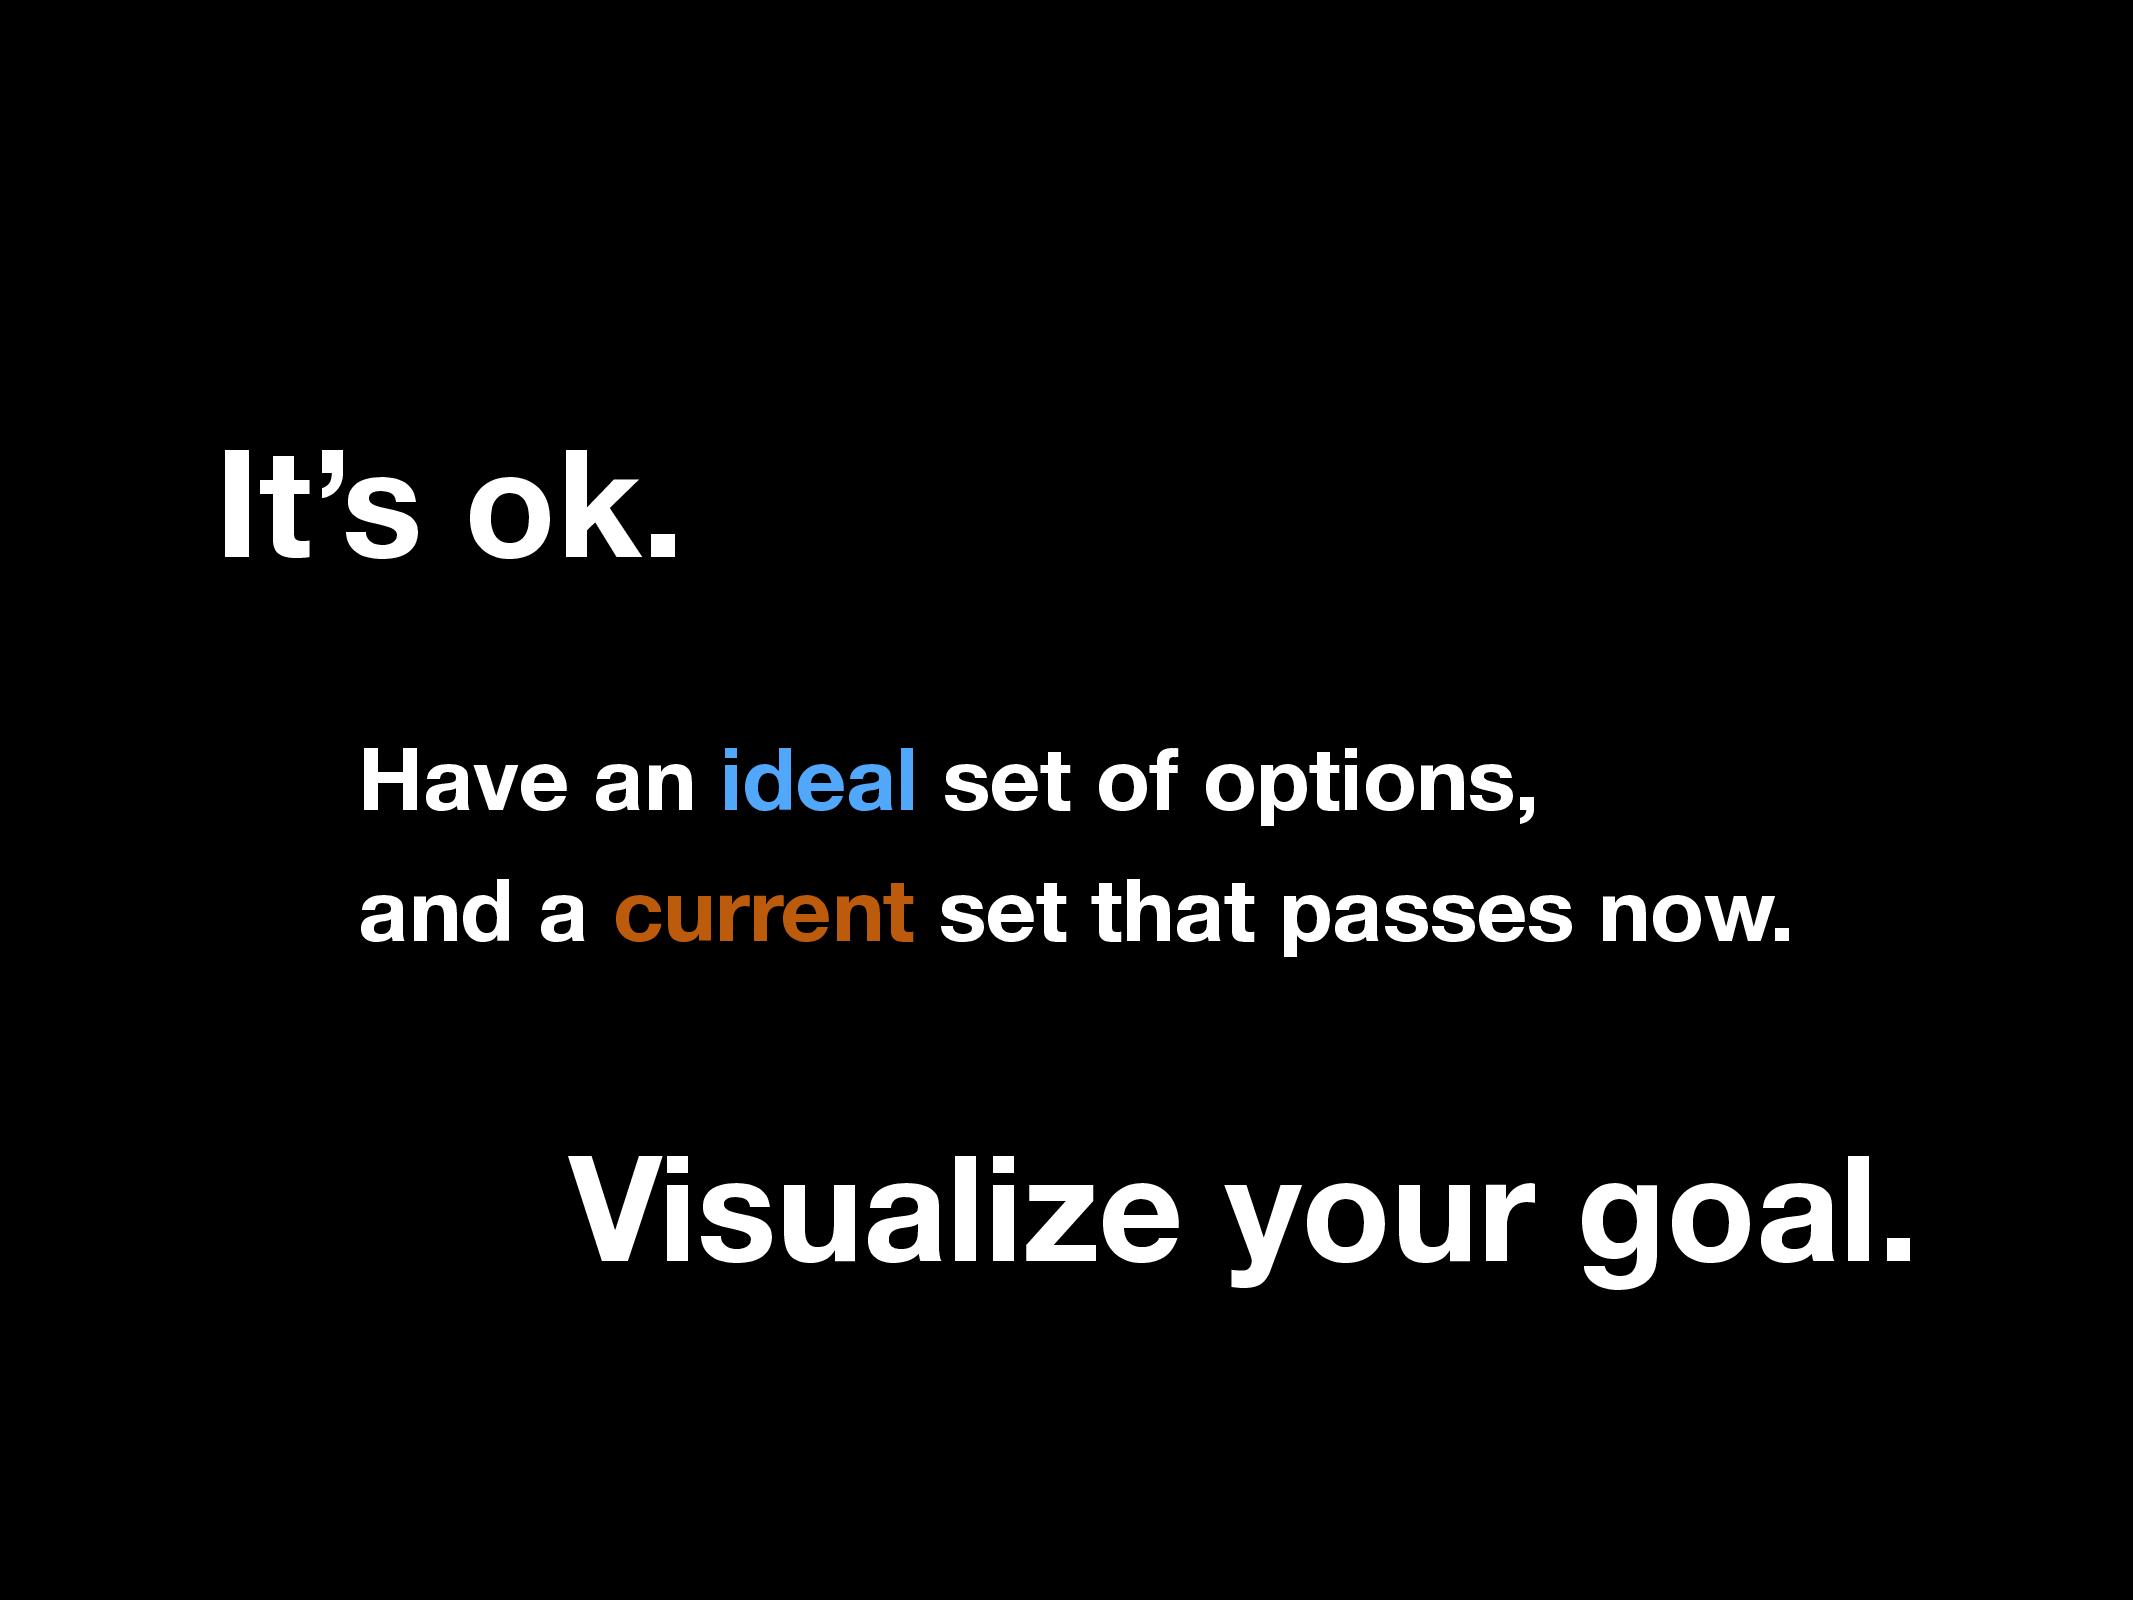 It’s ok.
Have an ideal set of options,
and a current set that passes now.
Visualize your goal.